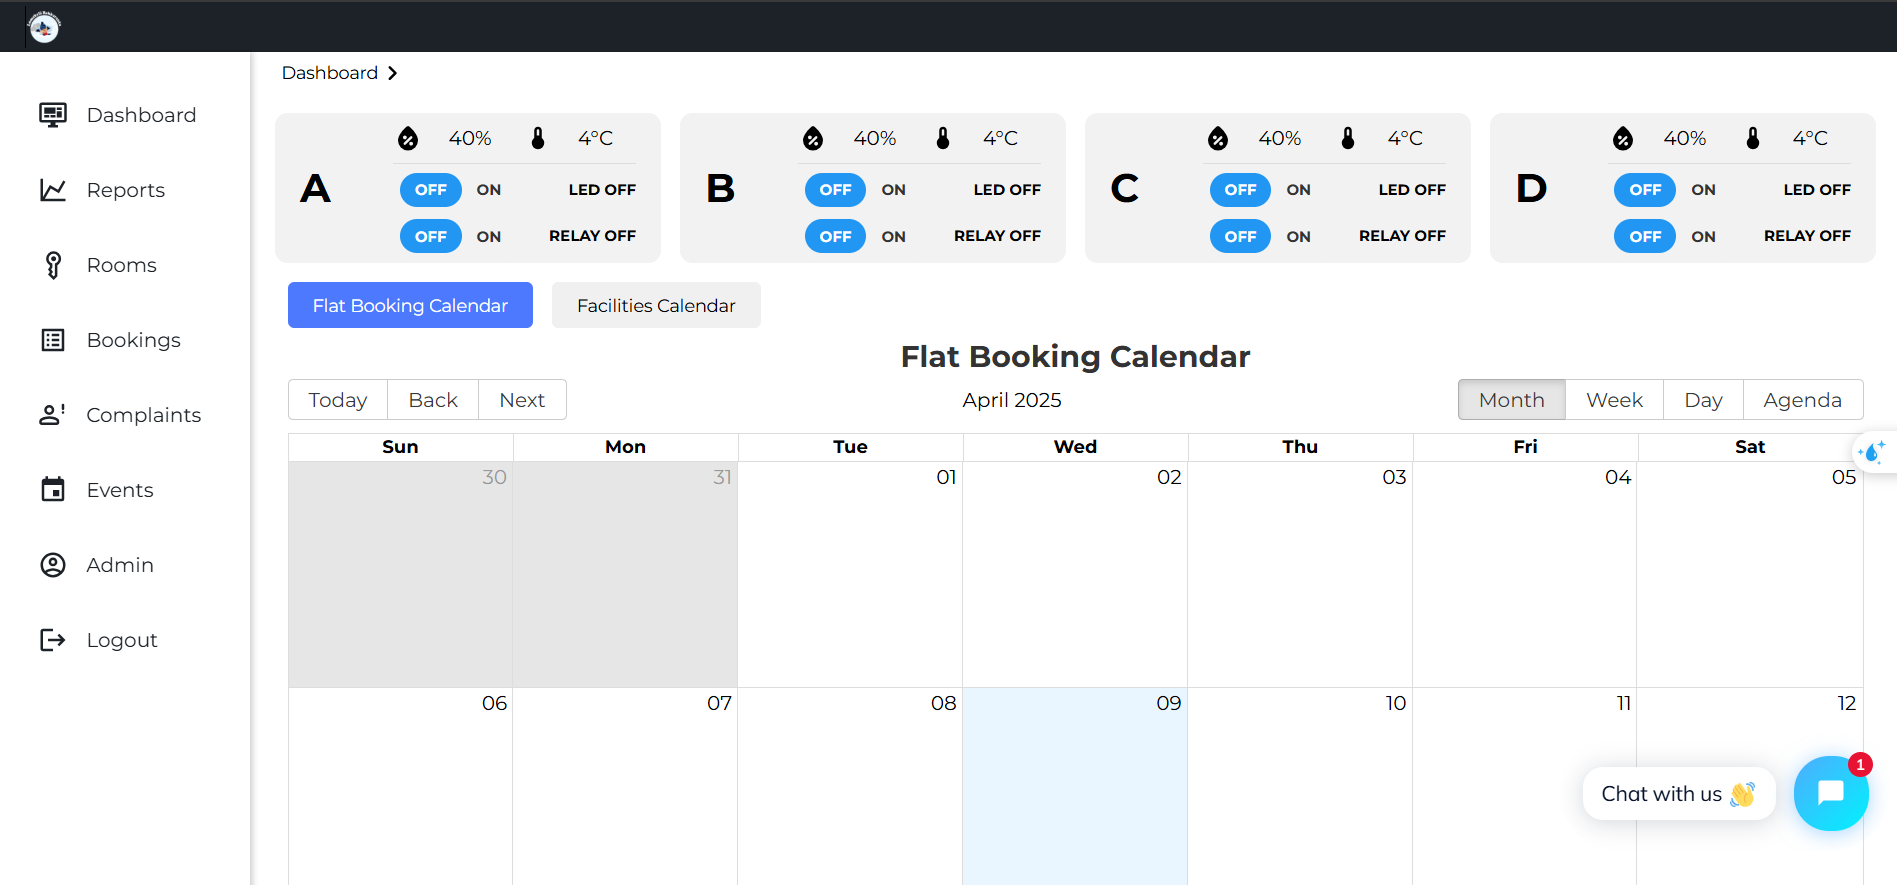 Dashboard
Reports
Rooms
Bookings
Complaints
Events
Admin
Logout
Dashboard
A
40% 4°C
OFF ON LED OFF
OFF ON RELAY OFF
B
40% 4°C
OFF ON LED OFF
OFF ON RELAY OFF
C
40% 4°C
OFF ON LED OFF
OFF ON RELAY OFF
D
40% 4°C
OFF ON LED OFF
OFF ON RELAY OFF
Flat Booking Calendar Facilities Calendar
Flat Booking Calendar
Today Back Next April 2025 Month Week Day Agenda
Sun Mon Tue Wed Thu Fri Sat
30 31 01 02 03 04 05
06 07 08 09 10 11 12
1
Chat with us 👋